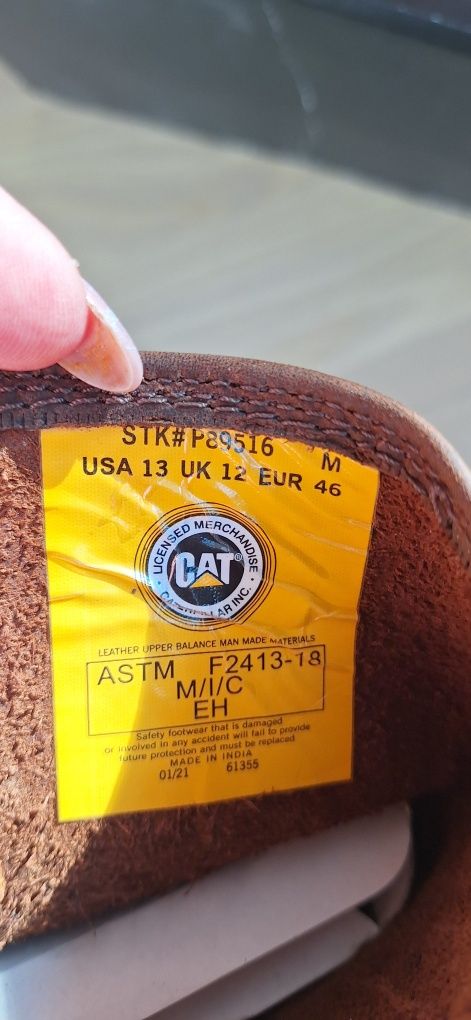 STK# P89516 M
USA 13 UK 12 EUR 46
LICENSED MERCHANDISE
CAT®
CATERPILLAR INC.
LEATHER UPPER BALANCE MAN MADE MATERIALS
ASTM F2413-18
M/I/C
EH
Safety footwear that is damaged
or involved in any accident will fail to provide
future protection and must be replaced
MADE IN INDIA
01/21 61355